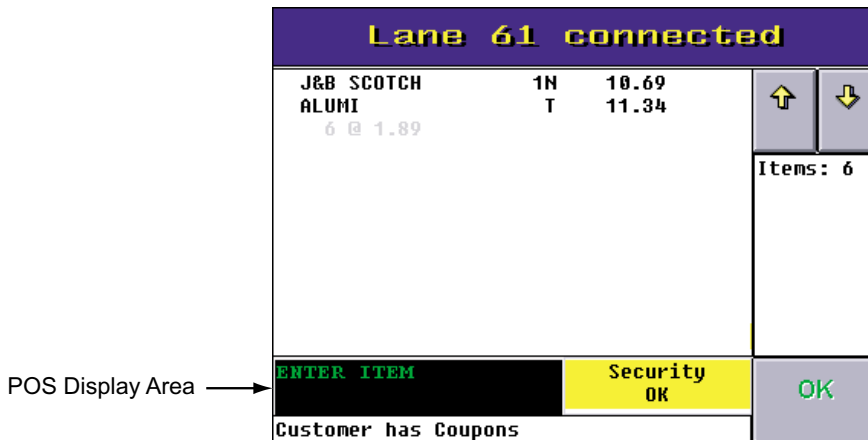 Lane 61 connected
J&B SCOTCH 1N 10.69
ALUMI T 11.34
6 @ 1.89
Items: 6
POS Display Area
ENTER ITEM
Security
OK
OK
Customer has Coupons